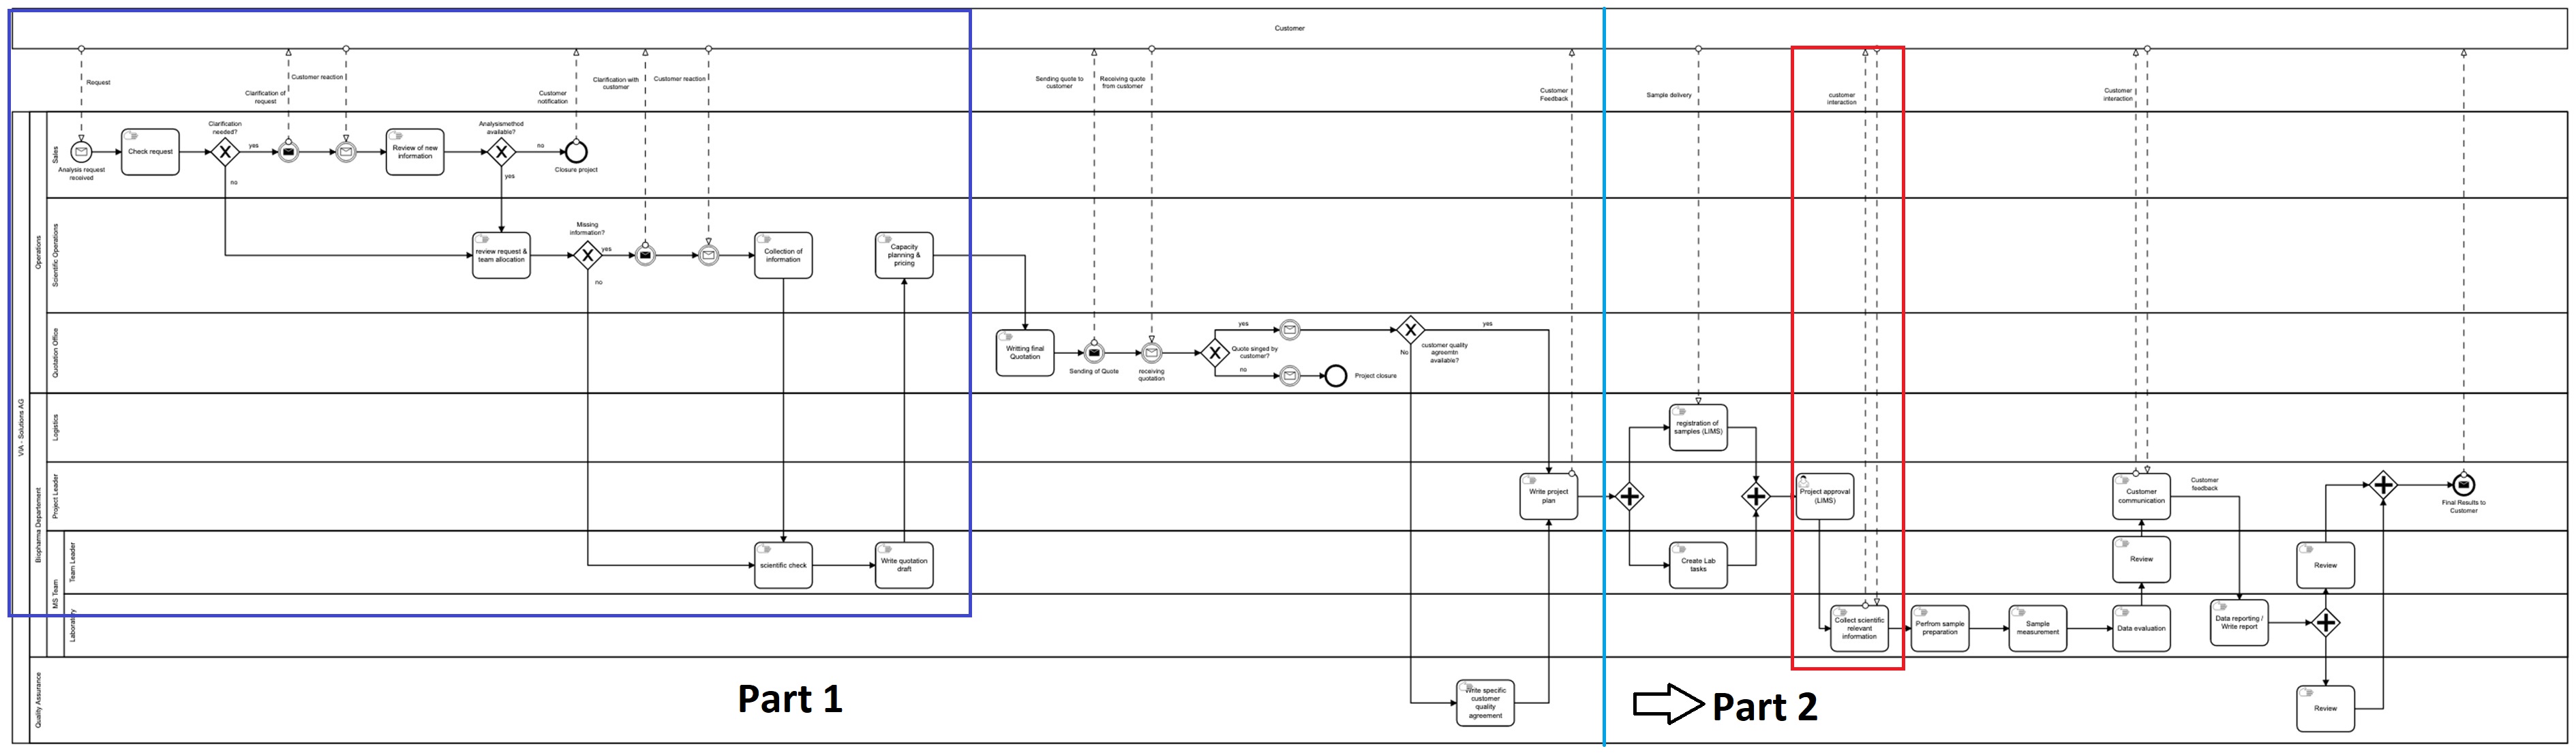 Customer
Request
Clarification of
request
Customer reaction
Customer
notification
Clarification with
customer
Customer reaction
Sending quote to
customer
Receiving quote
from customer
Customer
Feedback
Sample delivery
customer
interaction
Customer
interaction
VIA - Solutions AG
Operations
Sales
Analysis request
received
Check request
Clarification
needed?
yes
no
Review of new
information
Analysismethod
available?
no
yes
Closure project
Scientific Operations
review request &
team allocation
Missing
information?
yes
no
Collection of
information
Capacity
planning &
pricing
Quotation Office
Writting final
Quotation
Sending of Quote
receiving
quotation
Quote singed by
customer?
yes
no
Project closure
customer quality
agreemtn
available?
yes
No
Biopharma Departement
Logistics
registration of
samples (LIMS)
Project Leader
Write project
plan
Project approval
(LIMS)
Customer
communication
Customer
feedback
Final Results to
Customer
MS Team
Team Leader
scientific check
Write quotation
draft
Create Lab
tasks
Review
Review
Laboratory
Collect scientific
relevant
information
Perfrom sample
preparation
Sample
measurement
Data evaluation
Data reporting /
Write report
Quality Assurance
Write specific
customer
quality
agreement
Review
Part 1
Part 2